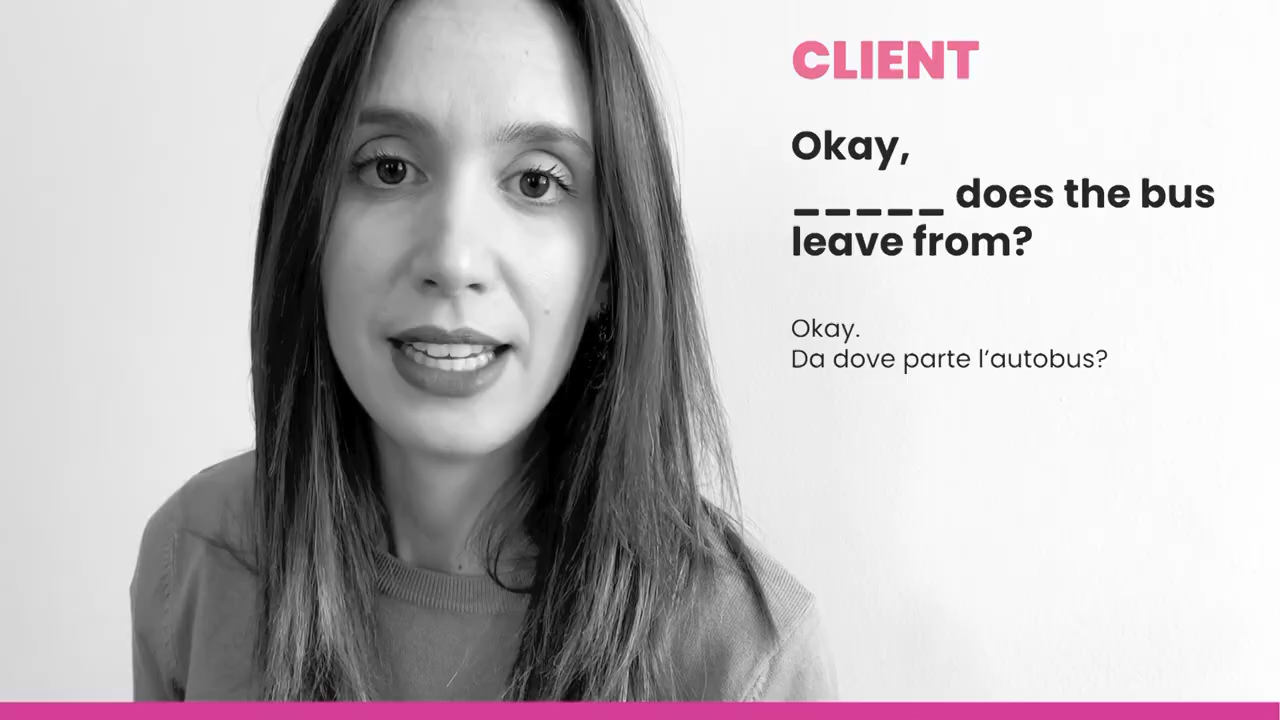 CLIENT
Okay,
_____ does the bus
leave from?
Okay.
Da dove parte l’autobus?